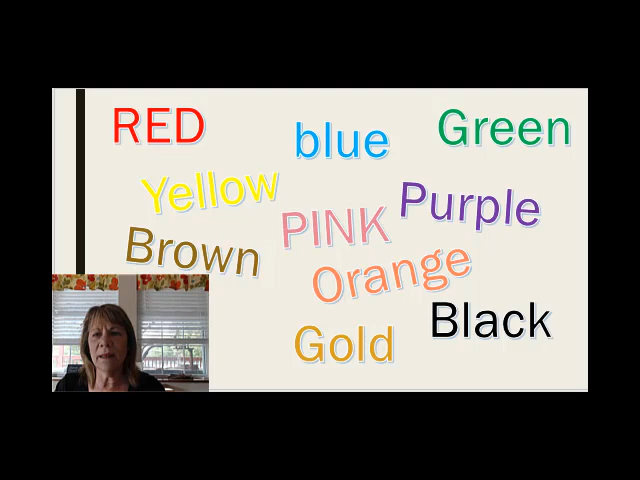 RED
blue
Green
Yellow
PINK
Purple
Brown
Orange
Black
Gold